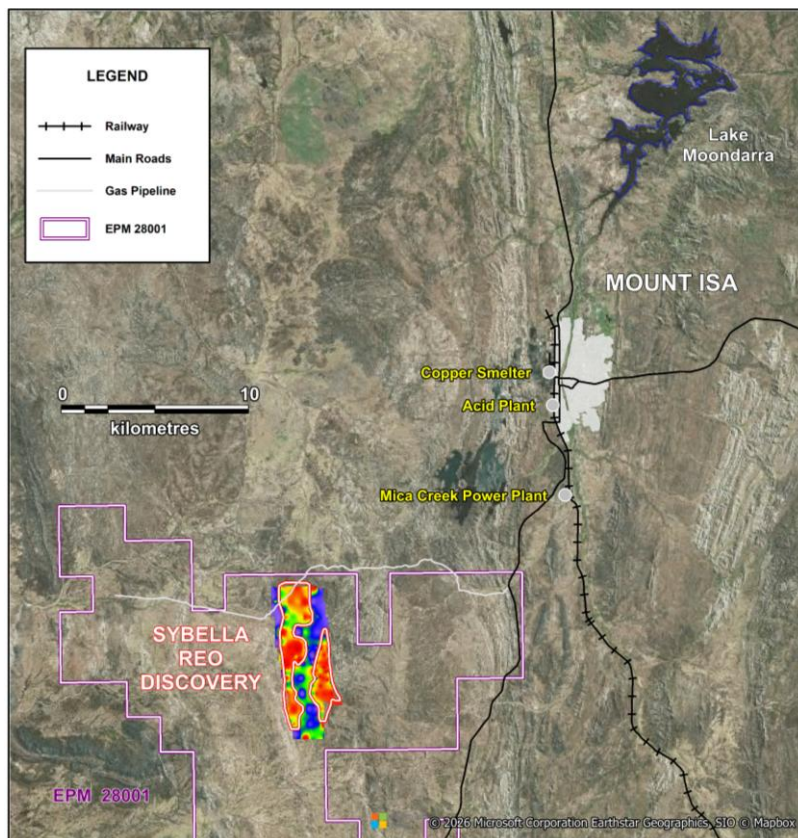 LEGEND
Railway
Main Roads
Gas Pipeline
EPM 28001
Lake
Moondarra
MOUNT ISA
Copper Smelter
Acid Plant
0 10
kilometres
Mica Creek Power Plant
SYBELLA
REO
DISCOVERY
EPM 28001
© 2026 Microsoft Corporation Earthstar Geographics, SIO © Mapbox